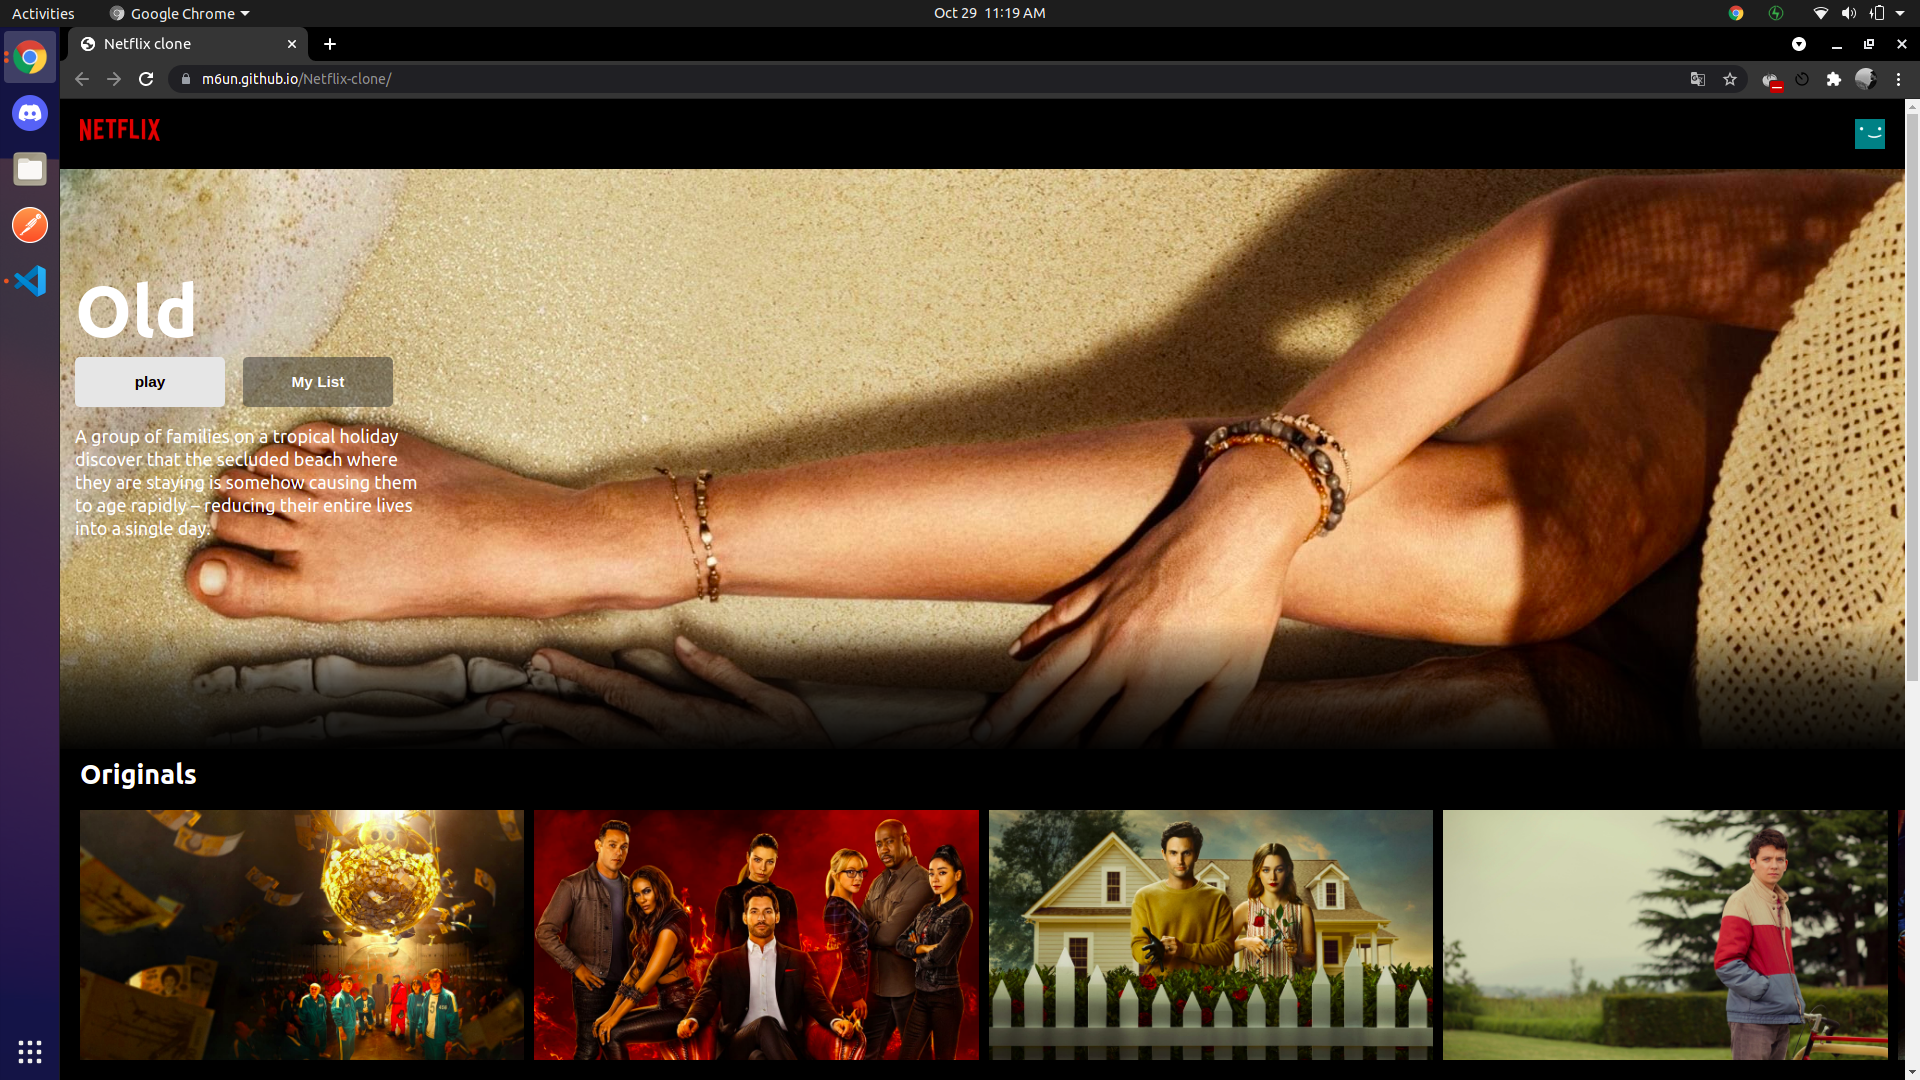 Activities
Google Chrome
Oct 29 11:19 AM
Netflix clone
m6un.github.io/Netflix-clone/
NETFLIX
Old
play
My List
A group of families on a tropical holiday
discover that the secluded beach where
they are staying is somehow causing them
to age rapidly – reducing their entire lives
into a single day.
Originals